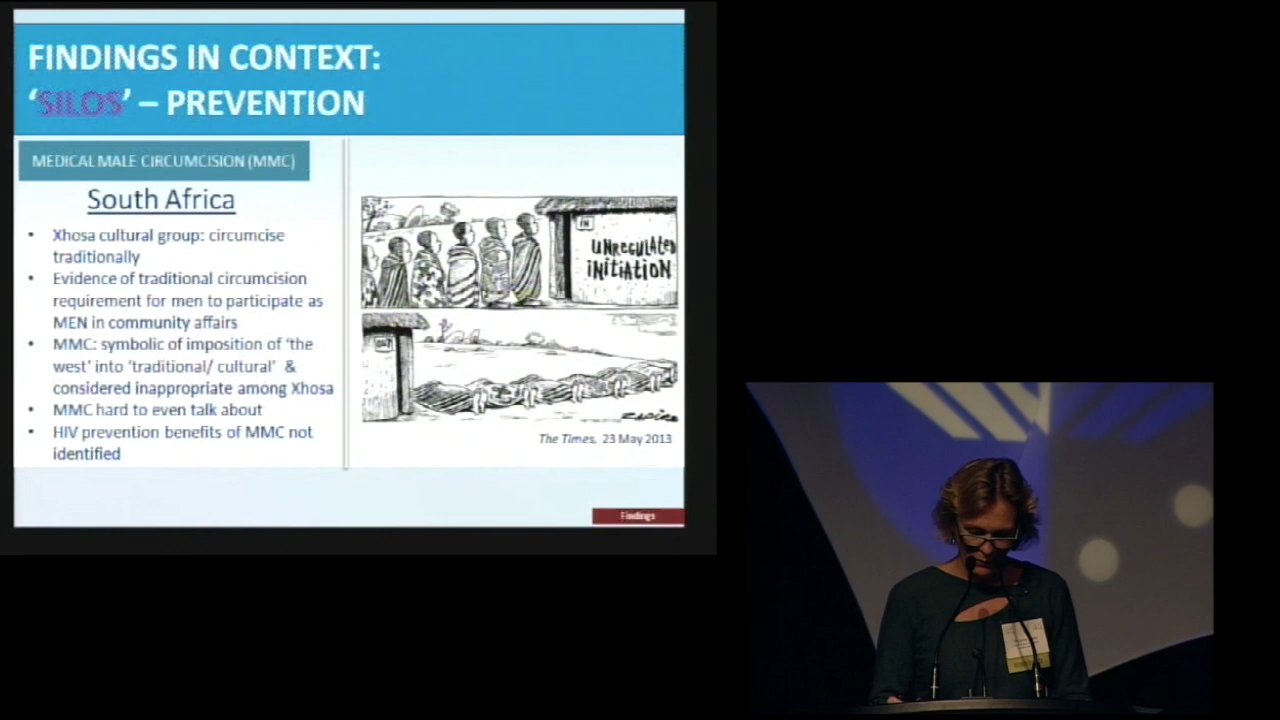 FINDINGS IN CONTEXT:
‘SILOS’ – PREVENTION
MEDICAL MALE CIRCUMCISION (MMC)
South Africa
• Xhosa cultural group: circumcise
traditionally
• Evidence of traditional circumcision
requirement for men to participate as
MEN in community affairs
• MMC: symbolic of imposition of ‘the
west’ into ‘traditional/ cultural’ &
considered inappropriate among Xhosa
• MMC hard to even talk about
• HIV prevention benefits of MMC not
identified
IN
UNREGULATED
INITIATION
OUT
The Times, 23 May 2013
Findings